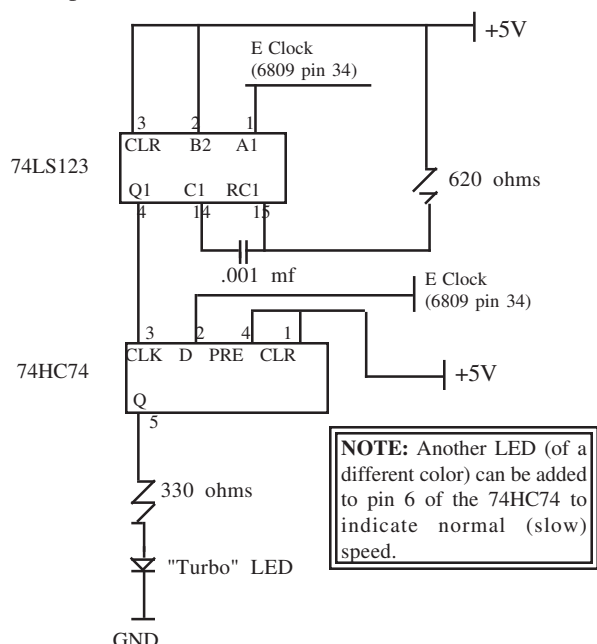 +5V
E Clock
(6809 pin 34)
3 2 1
CLR B2 A1
74LS123
Q1 C1 RC1
4 14 15
620 ohms
.001 mf
E Clock
(6809 pin 34)
3 2 4 1
CLK D PRE CLR
74HC74
+5V
Q
5
NOTE: Another LED (of a
different color) can be added
to pin 6 of the 74HC74 to
indicate normal (slow)
speed.
330 ohms
"Turbo" LED
GND